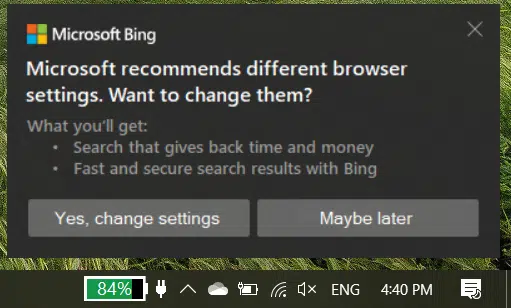 Microsoft Bing
Microsoft recommends different browser
settings. Want to change them?
What you'll get:
• Search that gives back time and money
• Fast and secure search results with Bing
Yes, change settings
Maybe later
84%
ENG
4:40 PM